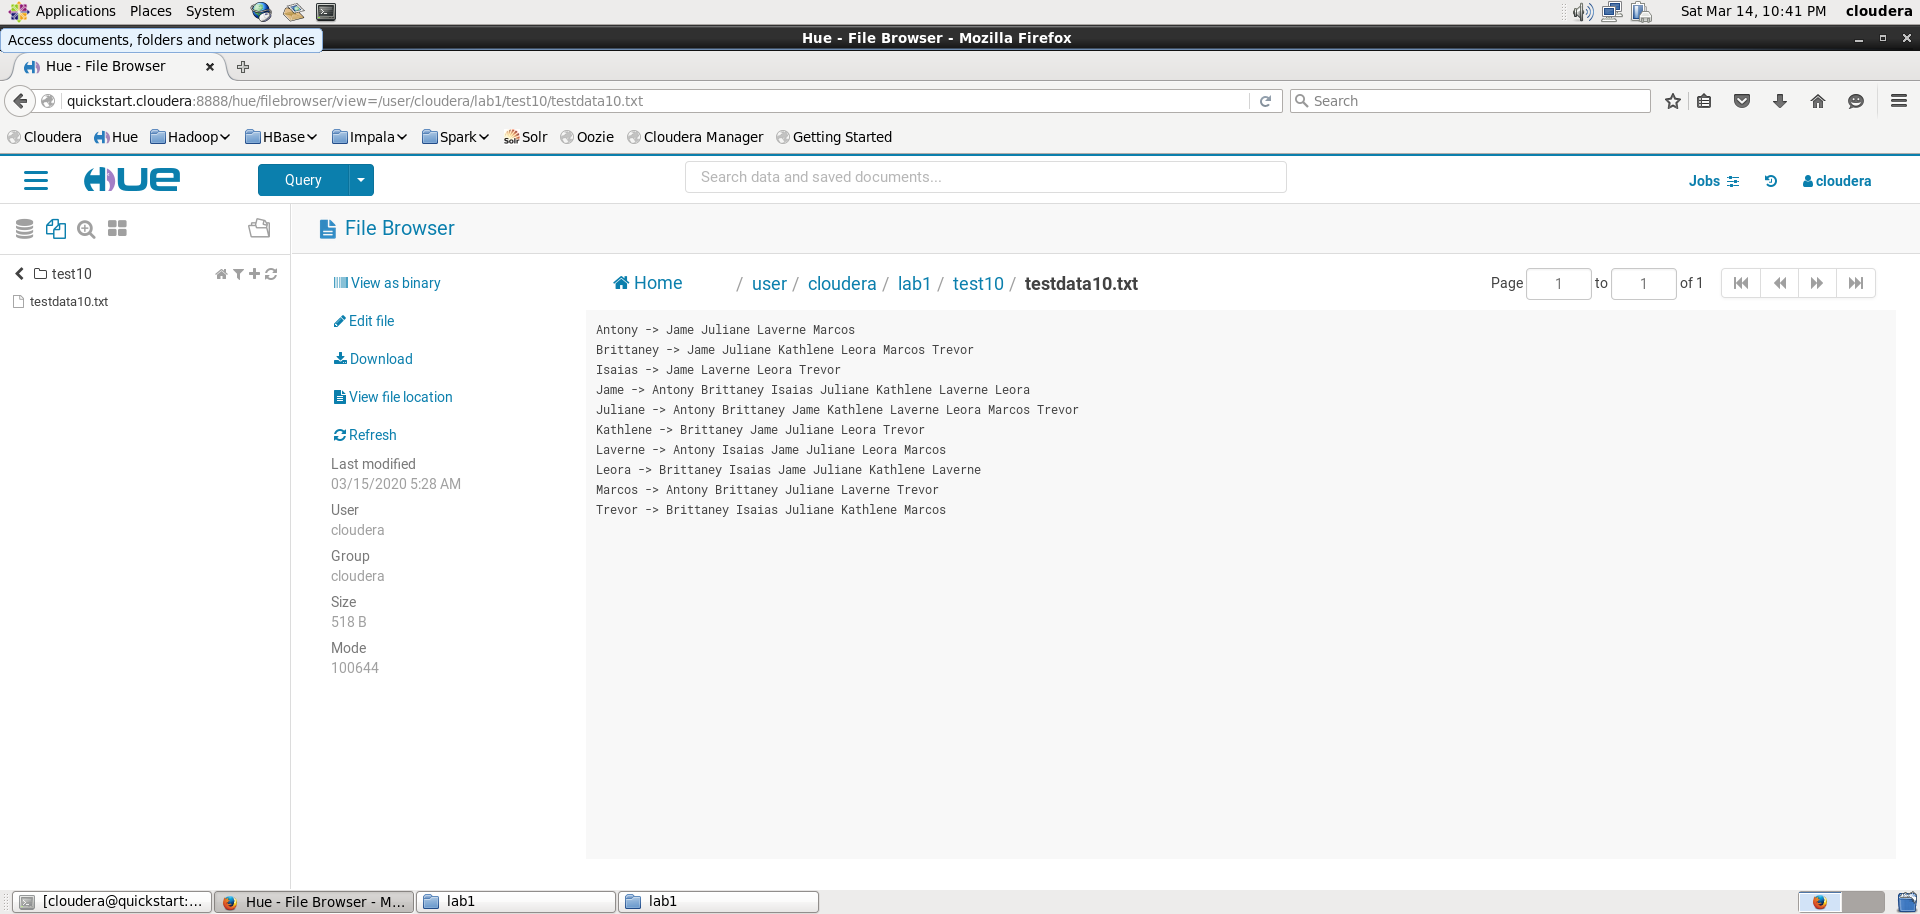 Applications Places System
Sat Mar 14, 10:41 PM cloudera
Access documents, folders and network places
Hue - File Browser - Mozilla Firefox
Hue - File Browser
quickstart.cloudera:8888/hue/filebrowser/view=/user/cloudera/lab1/test10/testdata10.txt
Search
Cloudera Hue Hadoop HBase Impala Spark Solr Oozie Cloudera Manager Getting Started
HUE
Query
Search data and saved documents...
Jobs
cloudera
File Browser
test10
testdata10.txt
View as binary
Edit file
Download
View file location
Refresh
Last modified
03/15/2020 5:28 AM
User
cloudera
Group
cloudera
Size
518 B
Mode
100644
Home / user / cloudera / lab1 / test10 / testdata10.txt
Page 1 to 1 of 1
Antony -> Jame Juliane Laverne Marcos
Brittaney -> Jame Juliane Kathlene Leora Marcos Trevor
Isaias -> Jame Laverne Leora Trevor
Jame -> Antony Brittaney Isaias Juliane Kathlene Laverne Leora
Juliane -> Antony Brittaney Jame Kathlene Laverne Leora Marcos Trevor
Kathlene -> Brittaney Jame Juliane Leora Trevor
Laverne -> Antony Isaias Jame Juliane Leora Marcos
Leora -> Brittaney Isaias Jame Juliane Kathlene Laverne
Marcos -> Antony Brittaney Juliane Laverne Trevor
Trevor -> Brittaney Isaias Juliane Kathlene Marcos
[cloudera@quickstart:...
Hue - File Browser - M...
lab1
lab1